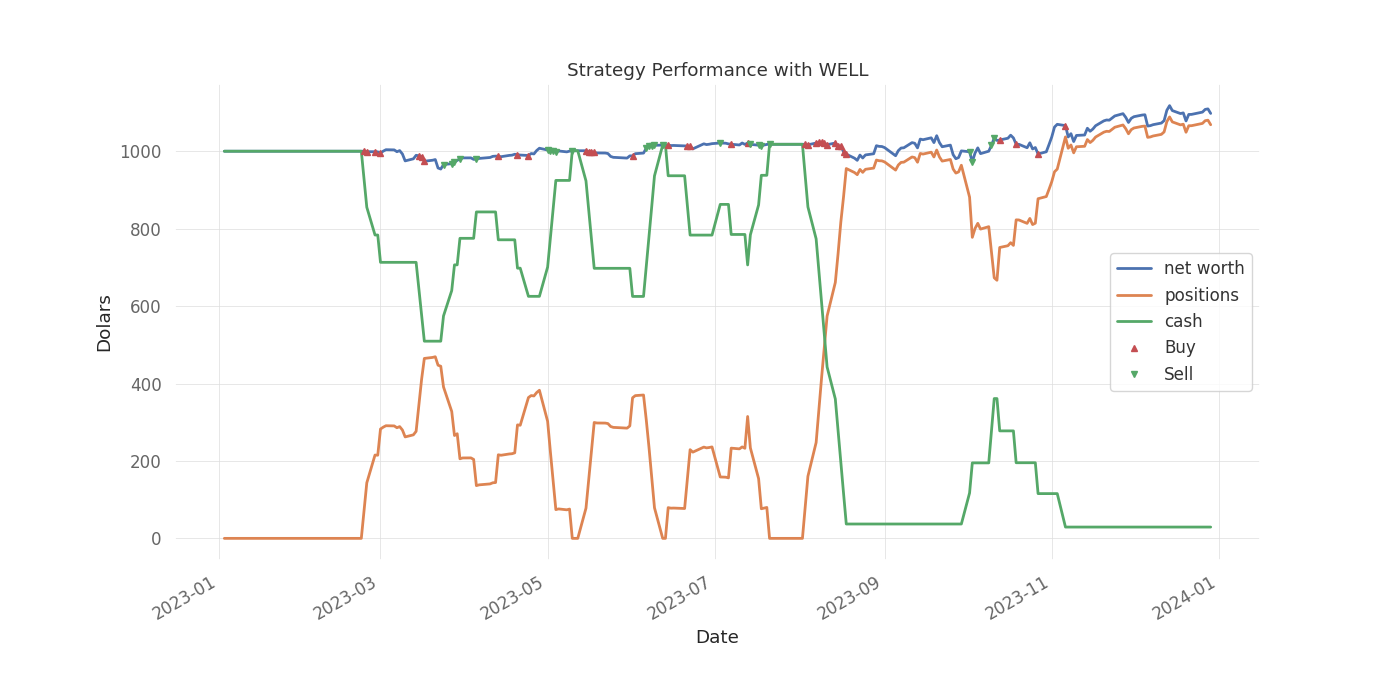 Strategy Performance with WELL
Dolars
1000
800
600
400
200
0
net worth
positions
cash
Buy
Sell
2023-01
2023-03
2023-05
2023-07
2023-09
2023-11
2024-01
Date